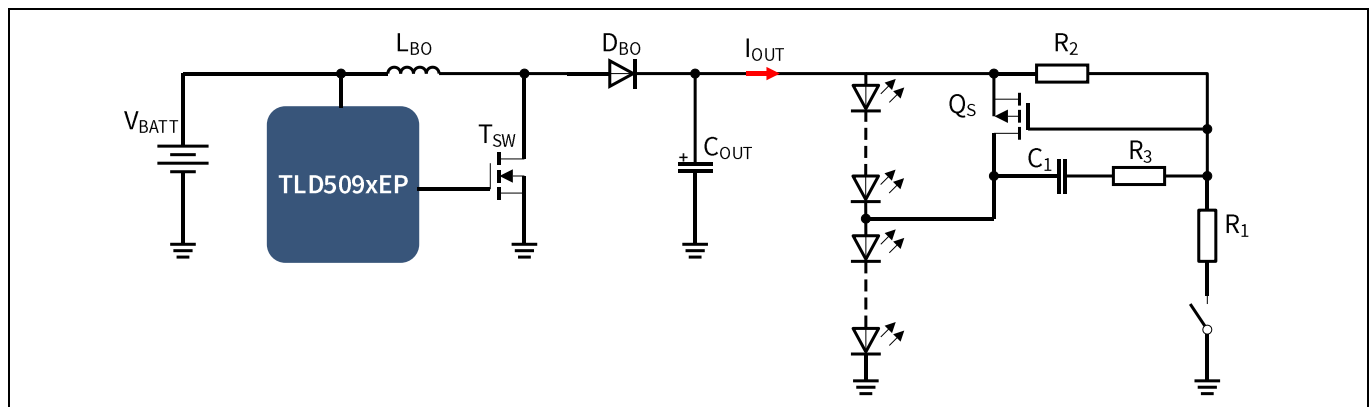 L_BO
D_BO
I_OUT
R_2
V_BATT
T_SW
Q_S
C_OUT
C_1
R_3
TLD509xEP
R_1
+